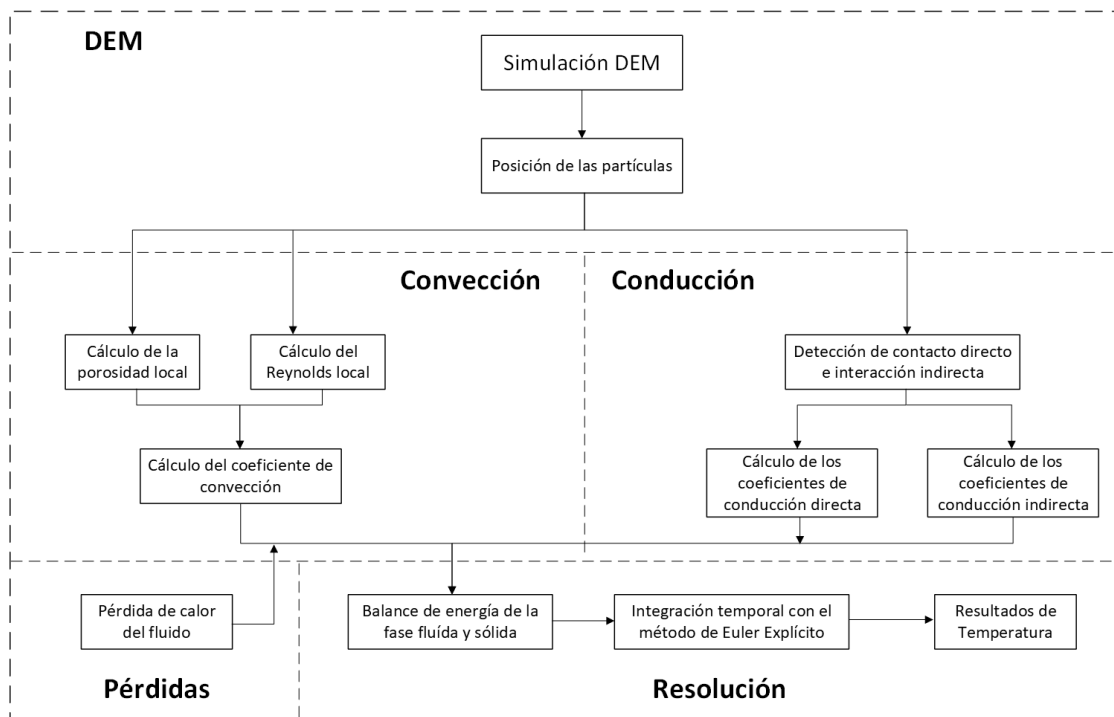 DEM
Simulación DEM
Posición de las partículas
Convección
Conducción
Cálculo de la
porosidad local
Cálculo del
Reynolds local
Detección de contacto directo
e interacción indirecta
Cálculo del coeficiente de
convección
Cálculo de los
coeficientes de
conducción directa
Cálculo de los
coeficientes de
conducción indirecta
Pérdida de calor
del fluido
Balance de energía de la
fase fluída y sólida
Integración temporal con el
método de Euler Explícito
Resultados de
Temperatura
Pérdidas
Resolución